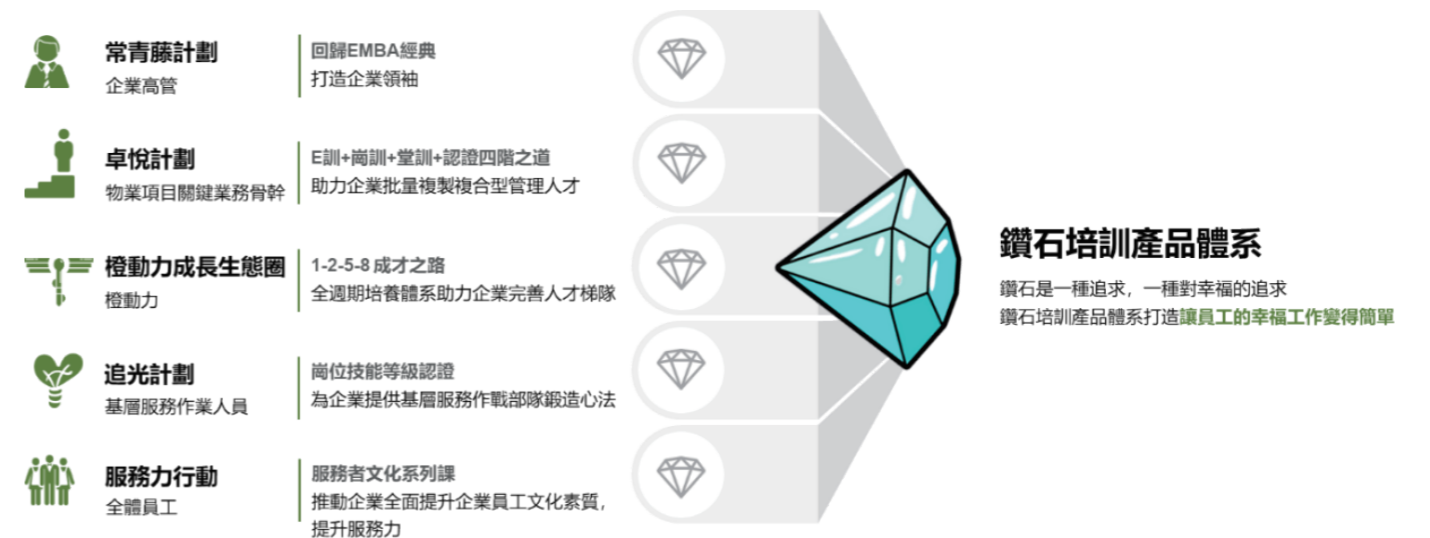 常青藤計劃
企業高管
回歸EMBA經典
打造企業領袖
卓悅計劃
物業項目關鍵業務骨幹
E訓+崗訓+堂訓+認證四階之道
助力企業批量複製複合型管理人才
橙動力成長生態圈
橙動力
1-2-5-8 成才之路
全週期培養體系助力企業完善人才梯隊
追光計劃
基層服務作業人員
崗位技能等級認證
為企業提供基層服務作戰部隊鍛造心法
服務力行動
全體員工
服務者文化系列課
推動企業全面提升企業員工文化素質，
提升服務力
鑽石培訓產品體系
鑽石是一種追求，一種對幸福的追求
鑽石培訓產品體系打造讓員工的幸福工作變得簡單